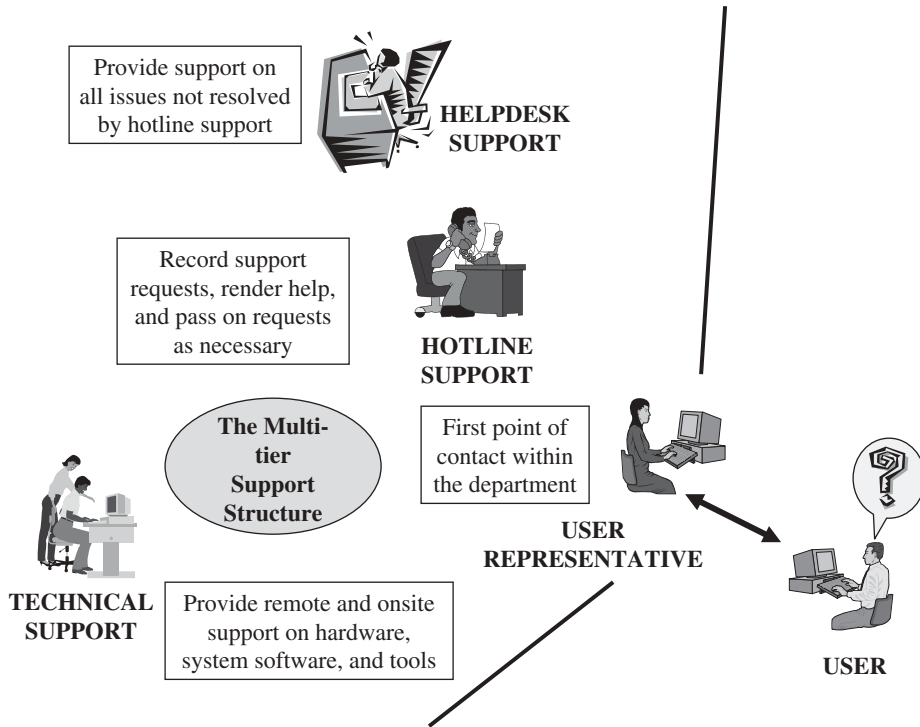 Provide support on
all issues not resolved
by hotline support
HELPDESK
SUPPORT
Record support
requests, render help,
and pass on requests
as necessary
HOTLINE
SUPPORT
The Multi-
tier
Support
Structure
First point of
contact within
the department
USER
REPRESENTATIVE
TECHNICAL
SUPPORT
Provide remote and onsite
support on hardware,
system software, and tools
?
USER